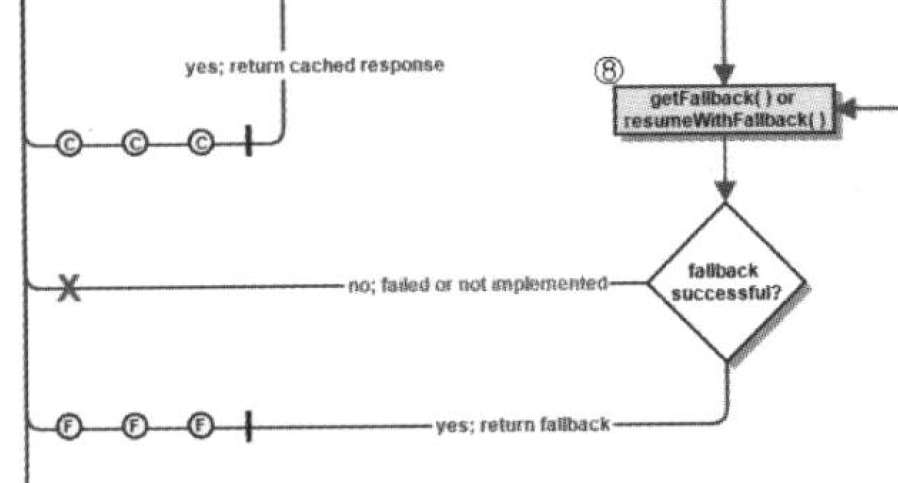 yes; return cached response
C C C
⑧
getFallback( ) or
resumeWithFallback( )
X
no; failed or not implemented
fallback
successful?
F F F
yes; return fallback